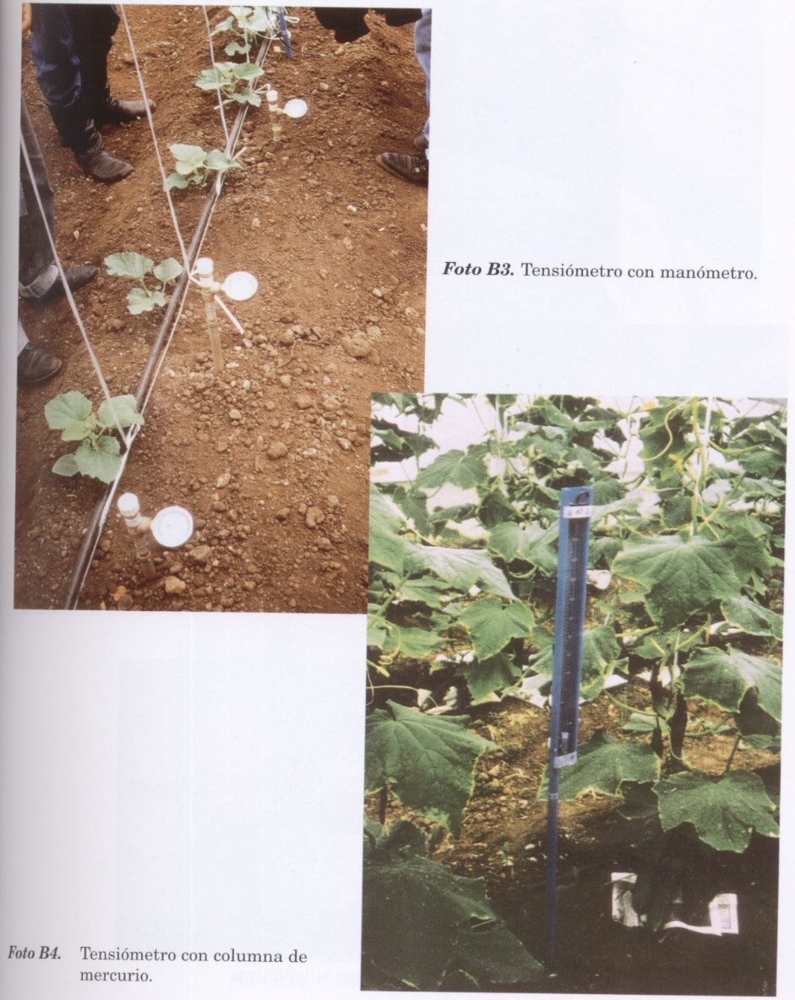 Foto B3. Tensiómetro con manómetro.
Foto B4. Tensiómetro con columna de
mercurio.